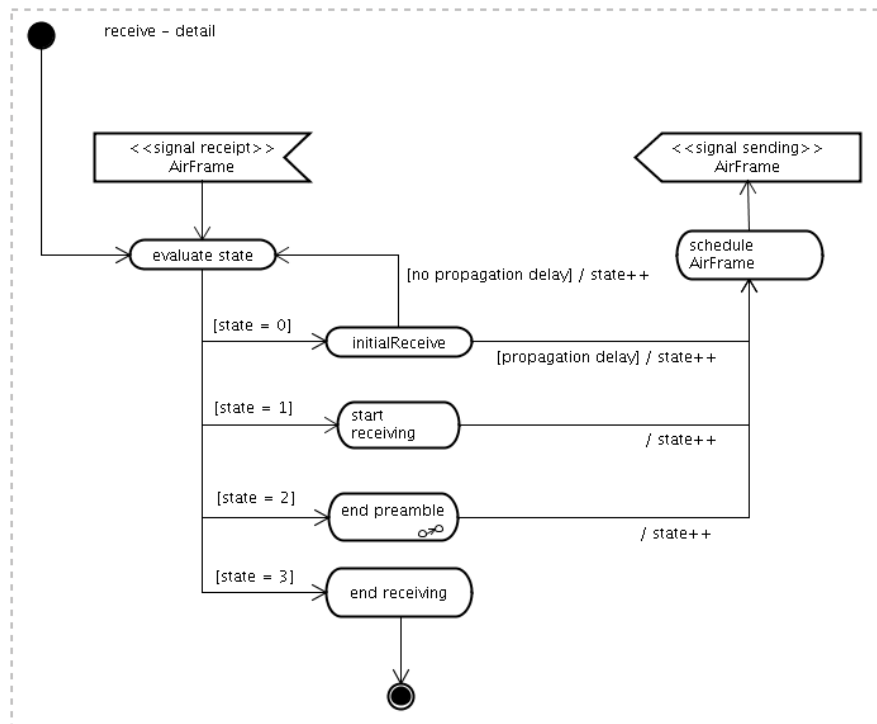 receive - detail
<<signal receipt>>
AirFrame
<<signal sending>>
AirFrame
evaluate state
schedule
AirFrame
[no propagation delay] / state++
[state = 0]
initialReceive
[propagation delay] / state++
[state = 1]
start
receiving
/ state++
[state = 2]
end preamble
/ state++
[state = 3]
end receiving